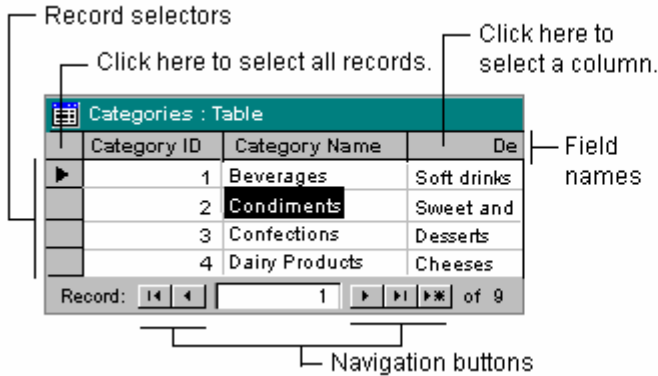 Record selectors
Click here to
select a column.
Click here to select all records.
Categories : Table
Category ID Category Name De
Field
names
1 Beverages Soft drinks
2 Condiments Sweet and
3 Confections Desserts
4 Dairy Products Cheeses
Record: 1 of 9
Navigation buttons